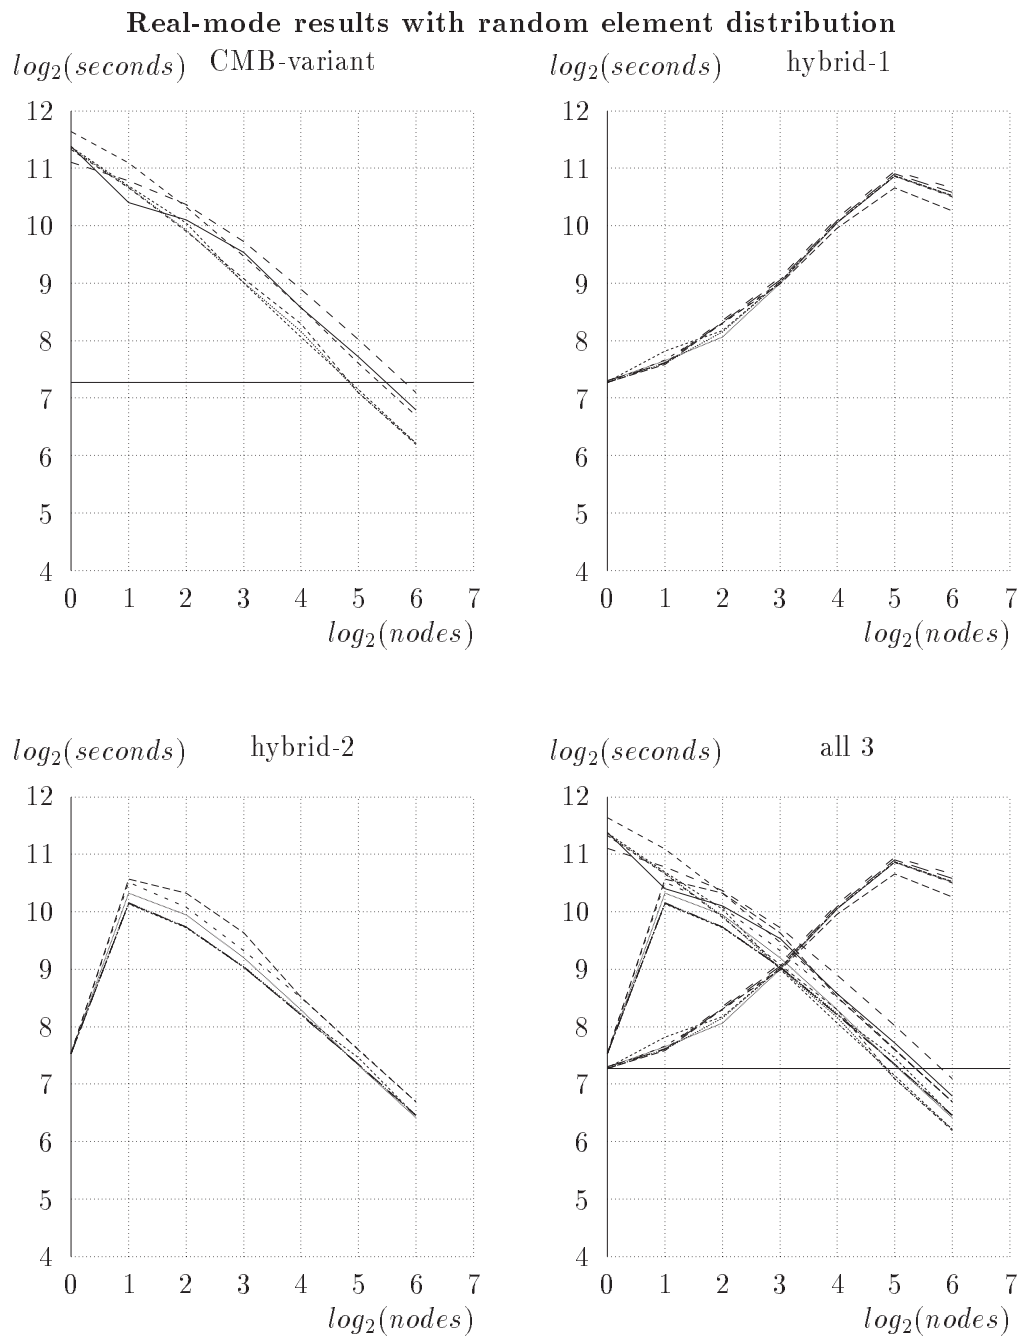 Real-mode results with random element distribution
log₂(seconds) CMB-variant
12
11
10
9
8
7
6
5
4
0 1 2 3 4 5 6 7
log₂(nodes)
log₂(seconds) hybrid-1
12
11
10
9
8
7
6
5
4
0 1 2 3 4 5 6 7
log₂(nodes)
log₂(seconds) hybrid-2
12
11
10
9
8
7
6
5
4
0 1 2 3 4 5 6 7
log₂(nodes)
log₂(seconds) all 3
12
11
10
9
8
7
6
5
4
0 1 2 3 4 5 6 7
log₂(nodes)